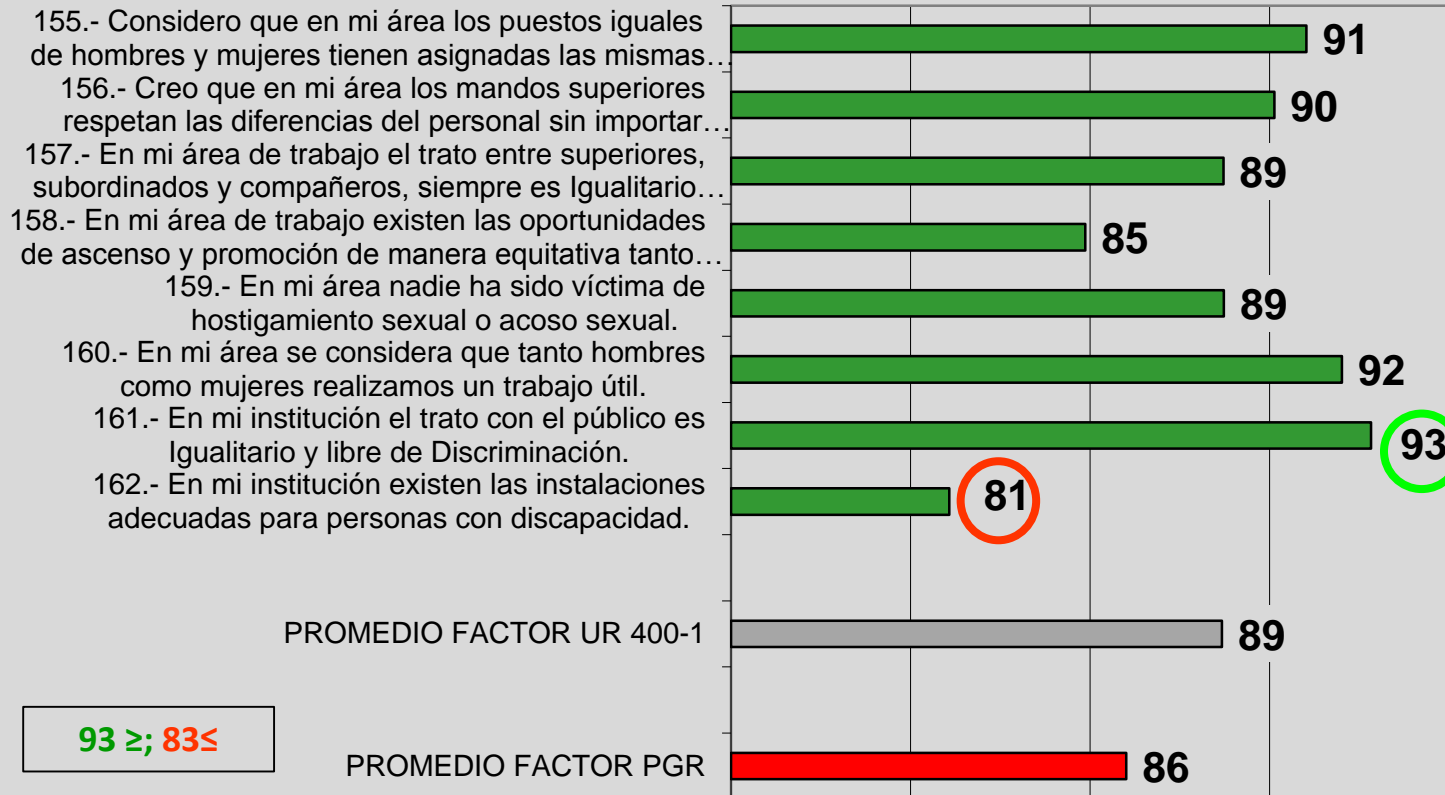 155.- Considero que en mi área los puestos iguales
de hombres y mujeres tienen asignadas las mismas…
91
156.- Creo que en mi área los mandos superiores
respetan las diferencias del personal sin importar…
90
157.- En mi área de trabajo el trato entre superiores,
subordinados y compañeros, siempre es Igualitario…
89
158.- En mi área de trabajo existen las oportunidades
de ascenso y promoción de manera equitativa tanto…
85
159.- En mi área nadie ha sido víctima de
hostigamiento sexual o acoso sexual.
89
160.- En mi área se considera que tanto hombres
como mujeres realizamos un trabajo útil.
92
161.- En mi institución el trato con el público es
Igualitario y libre de Discriminación.
93
162.- En mi institución existen las instalaciones
adecuadas para personas con discapacidad.
81
PROMEDIO FACTOR UR 400-1
89
93 ≥; 83≤
PROMEDIO FACTOR PGR
86